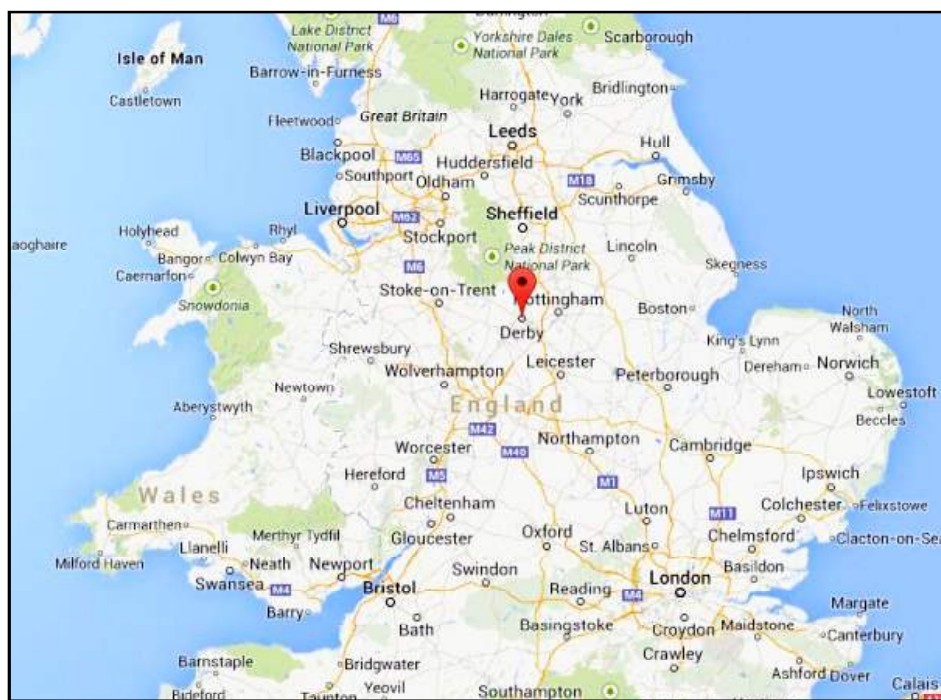 M6
Lake District
National Park
Yorkshire Dales
National Park
Scarborough
Isle of Man
Castletown
Barrow-in-Furness
Bridlington
Harrogate
York
Fleetwood
Great Britain
Leeds
Hull
Blackpool
M65
Huddersfield
Southport
Oldham
M18
Grimsby
Scunthorpe
Liverpool
M62
Sheffield
Holyhead
Rhyl
Stockport
Lincoln
aoghaire
Bangor
Colwyn Bay
M6
Peak District
National Park
Skegness
Caernarfon
Stoke-on-Trent
Snowdonia
ottingham
Boston
North
Walsham
Derby
King's Lynn
Shrewsbury
Leicester
Dereham
Norwich
Wolverhampton
Peterborough
Newtown
Lowestoft
England
Beccles
Aberystwyth
M42
Worcester
M40
Northampton
Cambridge
Hereford
M5
M1
Ipswich
Wales
Cheltenham
Colchester
Felixstowe
Luton
M11
Carmarthen
Gloucester
Oxford
Chelmsford
Merthyr Tydfil
St. Albans
Clacton-on-Sea
Llanelli
Milford Haven
Neath
Newport
Swindon
London
Basildon
Swansea
M4
Bristol
Reading
M4
Margate
Barry
Bath
Basingstoke
Croydon
Maidstone
Canterbury
Crawley
Barnstaple
Bridgwater
Ashford
Dover
Bideford
Taunton
Yeovil
Southampton
Calais